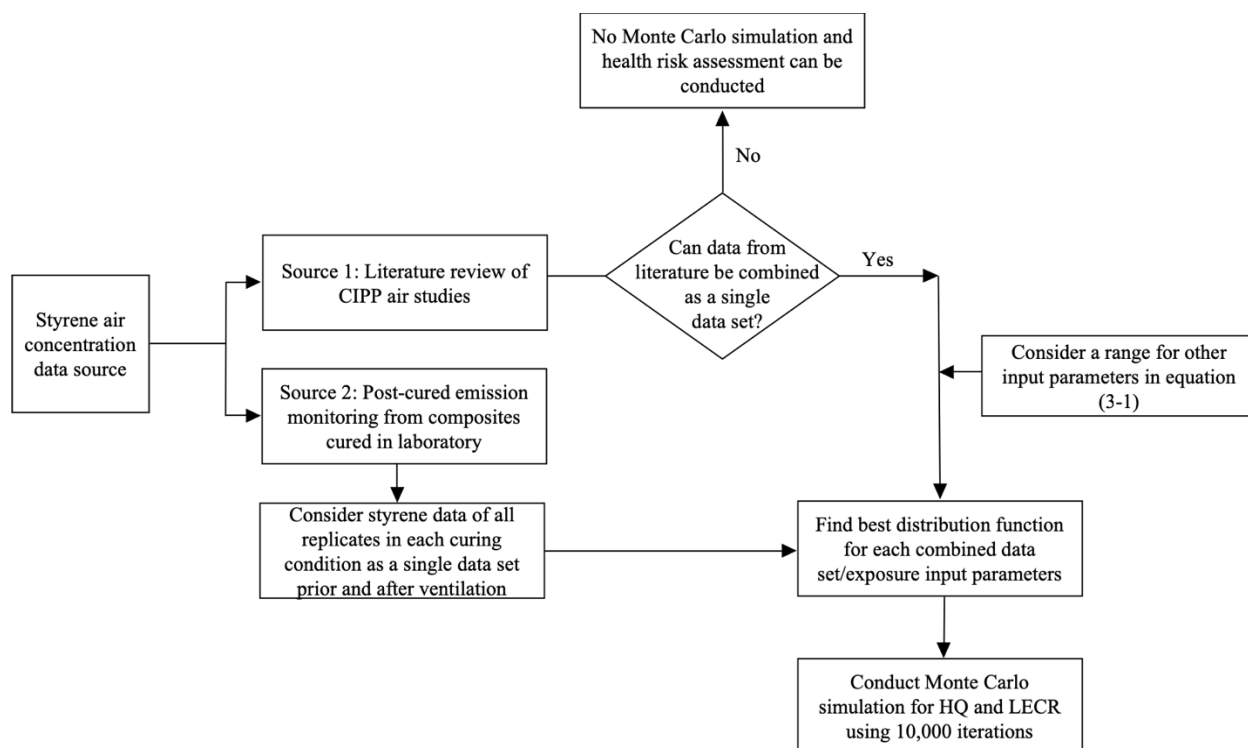 No Monte Carlo simulation and
health risk assessment can be
conducted
No
Can data from
literature be combined
as a single
data set?
Yes
Source 1: Literature review of
CIPP air studies
Styrene air
concentration
data source
Source 2: Post-cured emission
monitoring from composites
cured in laboratory
Consider a range for other
input parameters in equation
(3-1)
Consider styrene data of all
replicates in each curing
condition as a single data set
prior and after ventilation
Find best distribution function
for each combined data
set/exposure input parameters
Conduct Monte Carlo
simulation for HQ and LECR
using 10,000 iterations